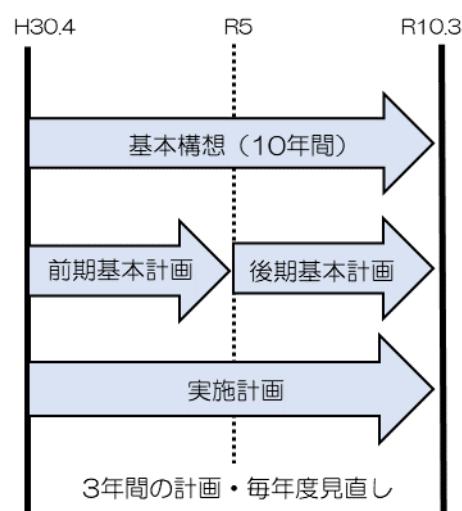 H30.4 R5 R10.3
基本構想（10年間）
前期基本計画 後期基本計画
実施計画
3年間の計画・毎年度見直し